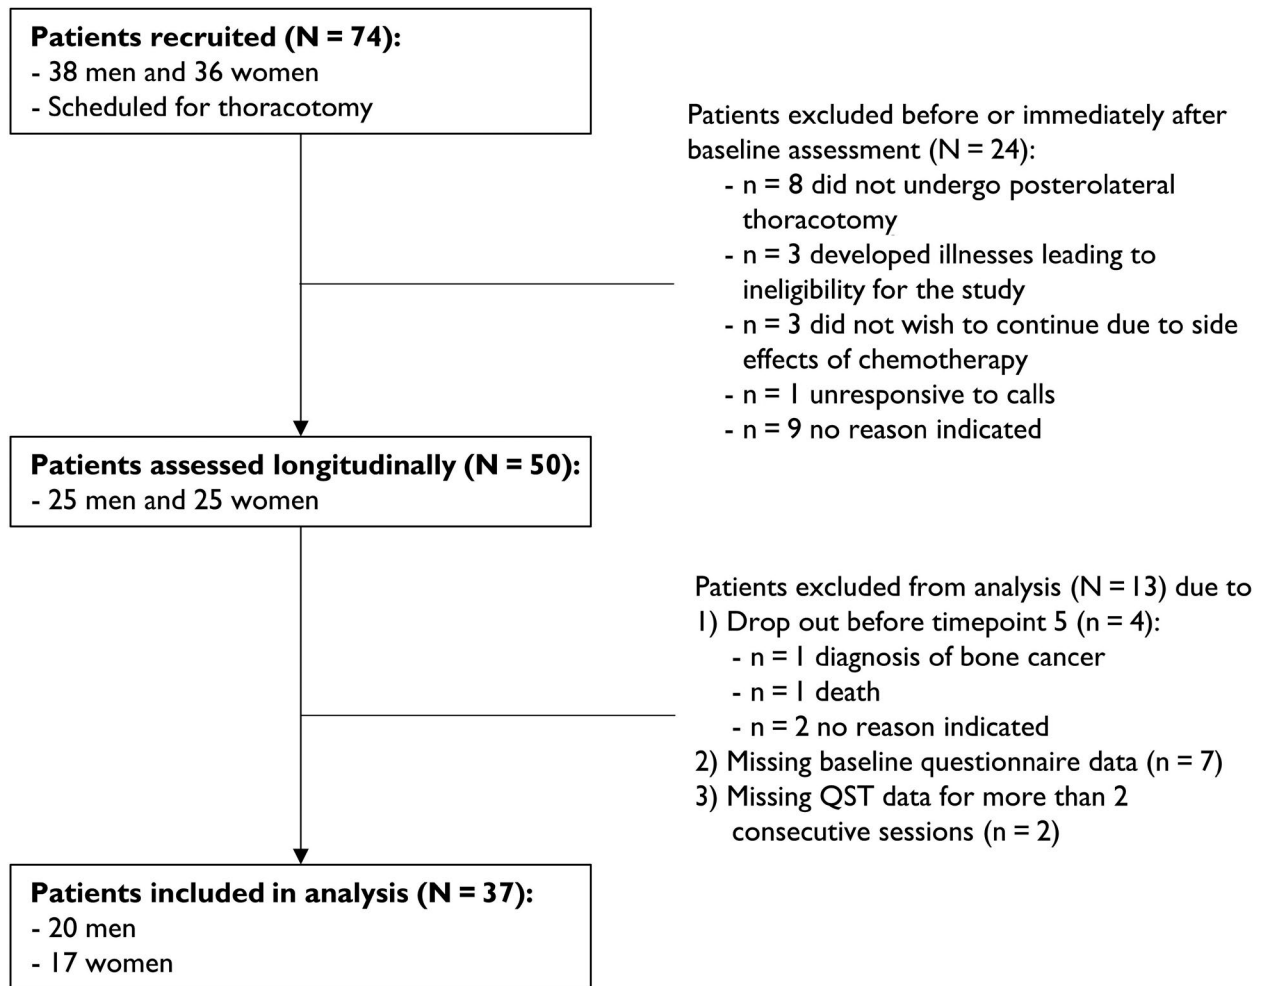 Patients recruited (N = 74):
- 38 men and 36 women
- Scheduled for thoracotomy
Patients excluded before or immediately after
baseline assessment (N = 24):
- n = 8 did not undergo posterolateral
thoracotomy
- n = 3 developed illnesses leading to
ineligibility for the study
- n = 3 did not wish to continue due to side
effects of chemotherapy
- n = 1 unresponsive to calls
- n = 9 no reason indicated
Patients assessed longitudinally (N = 50):
- 25 men and 25 women
Patients excluded from analysis (N = 13) due to
1) Drop out before timepoint 5 (n = 4):
- n = 1 diagnosis of bone cancer
- n = 1 death
- n = 2 no reason indicated
2) Missing baseline questionnaire data (n = 7)
3) Missing QST data for more than 2
consecutive sessions (n = 2)
Patients included in analysis (N = 37):
- 20 men
- 17 women